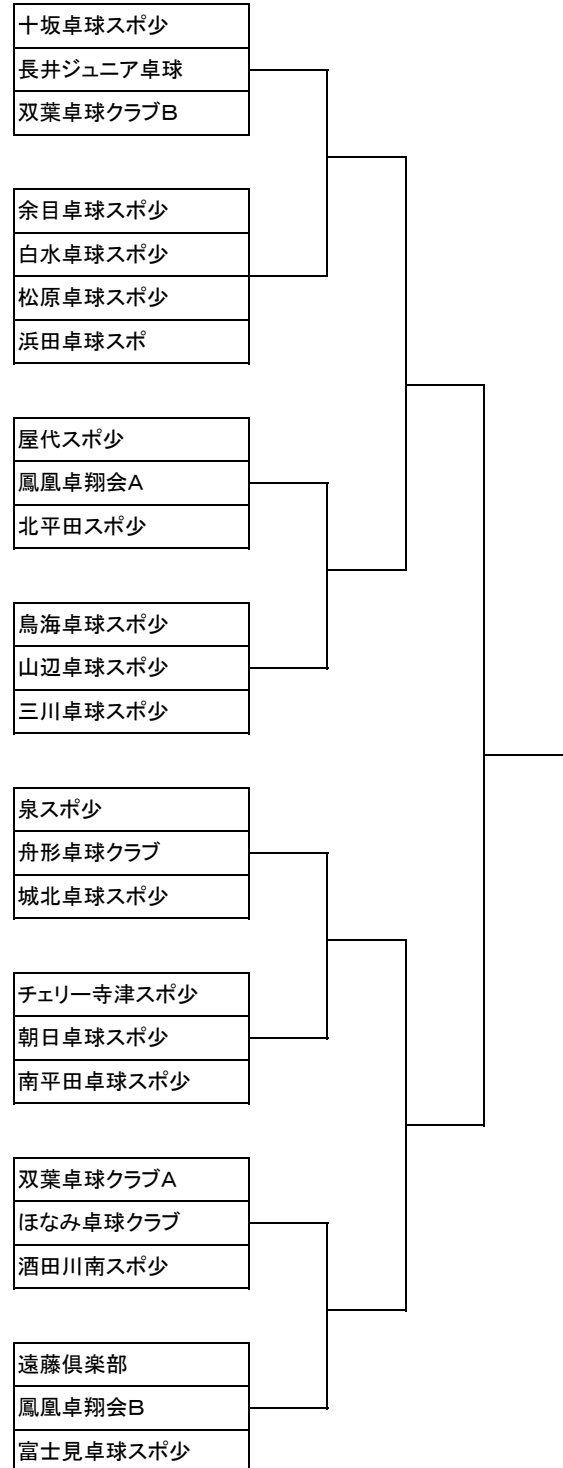 十坂卓球スポ少
長井ジュニア卓球
双葉卓球クラブB
余目卓球スポ少
白水卓球スポ少
松原卓球スポ少
浜田卓球スポ
屋代スポ少
鳳凰卓翔会A
北平田スポ少
鳥海卓球スポ少
山辺卓球スポ少
三川卓球スポ少
泉スポ少
舟形卓球クラブ
城北卓球スポ少
チェリー寺津スポ少
朝日卓球スポ少
南平田卓球スポ少
双葉卓球クラブA
ほなみ卓球クラブ
酒田川南スポ少
遠藤倶楽部
鳳凰卓翔会B
富士見卓球スポ少